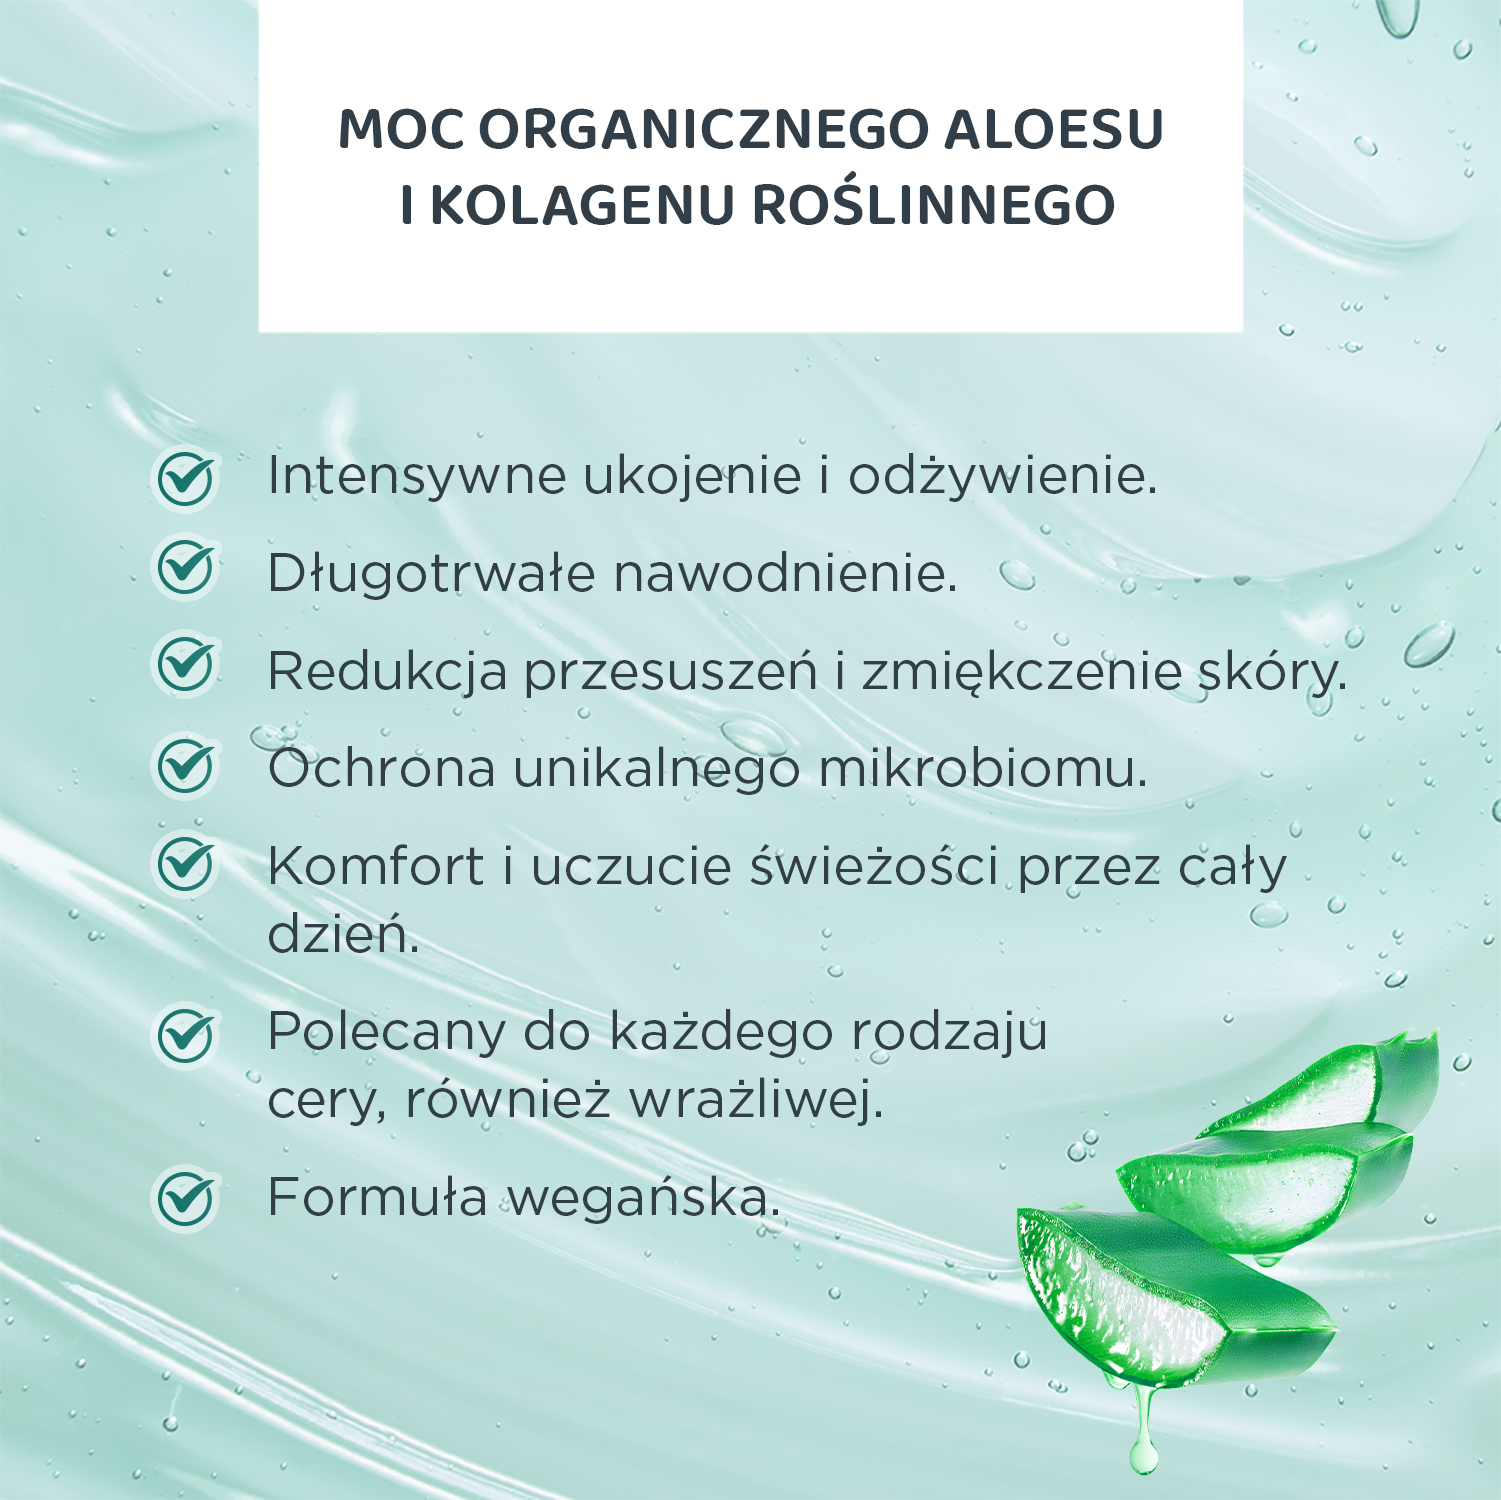 MOC ORGANICZNEGO ALOESU
I KOLAGENU ROŚLINNEGO
Intensywne ukojenie i odżywienie.
Długotrwałe nawodnienie.
Redukcja przesuszeń i zmiękczenie skóry.
Ochrona unikalnego mikrobiomu.
Komfort i uczucie świeżości przez cały
dzień.
Polecany do każdego rodzaju
cery, również wrażliwej.
Formuła wegańska.